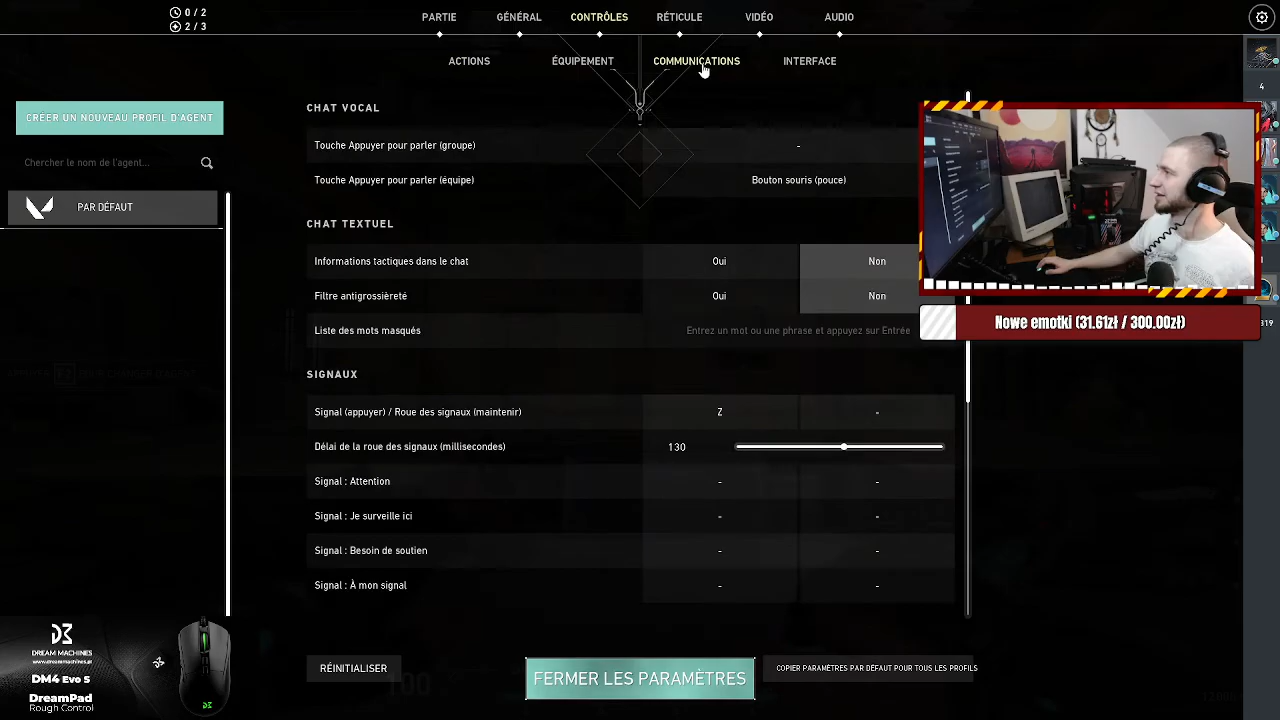 0 / 2
2 / 3
PARTIE
GÉNÉRAL
CONTRÔLES
RÉTICULE
VIDÉO
AUDIO
ACTIONS
ÉQUIPEMENT
COMMUNICATIONS
INTERFACE
CRÉER UN NOUVEAU PROFIL D'AGENT
Chercher le nom de l'agent...
PAR DÉFAUT
CHAT VOCAL
Touche Appuyer pour parler (groupe) -
Touche Appuyer pour parler (équipe) Bouton souris (pouce)
CHAT TEXTUEL
Informations tactiques dans le chat Oui Non
Filtre antigrossièreté Oui Non
Liste des mots masqués Entrez un mot ou une phrase et appuyez sur Entrée
SIGNAUX
Signal (appuyer) / Roue des signaux (maintenir) Z -
Délai de la roue des signaux (millisecondes) 130
Signal : Attention - -
Signal : Je surveille ici - -
Signal : Besoin de soutien - -
Signal : À mon signal - -
RÉINITIALISER
FERMER LES PARAMÈTRES
COPIER PARAMÈTRES PAR DÉFAUT POUR TOUS LES PROFILS
Nowe emotki (31.61zł / 300.00zł)
4
319
DREAM MACHINES
www.dreammachines.pl
DM4 Evo S
DreamPad
Rough Control
100